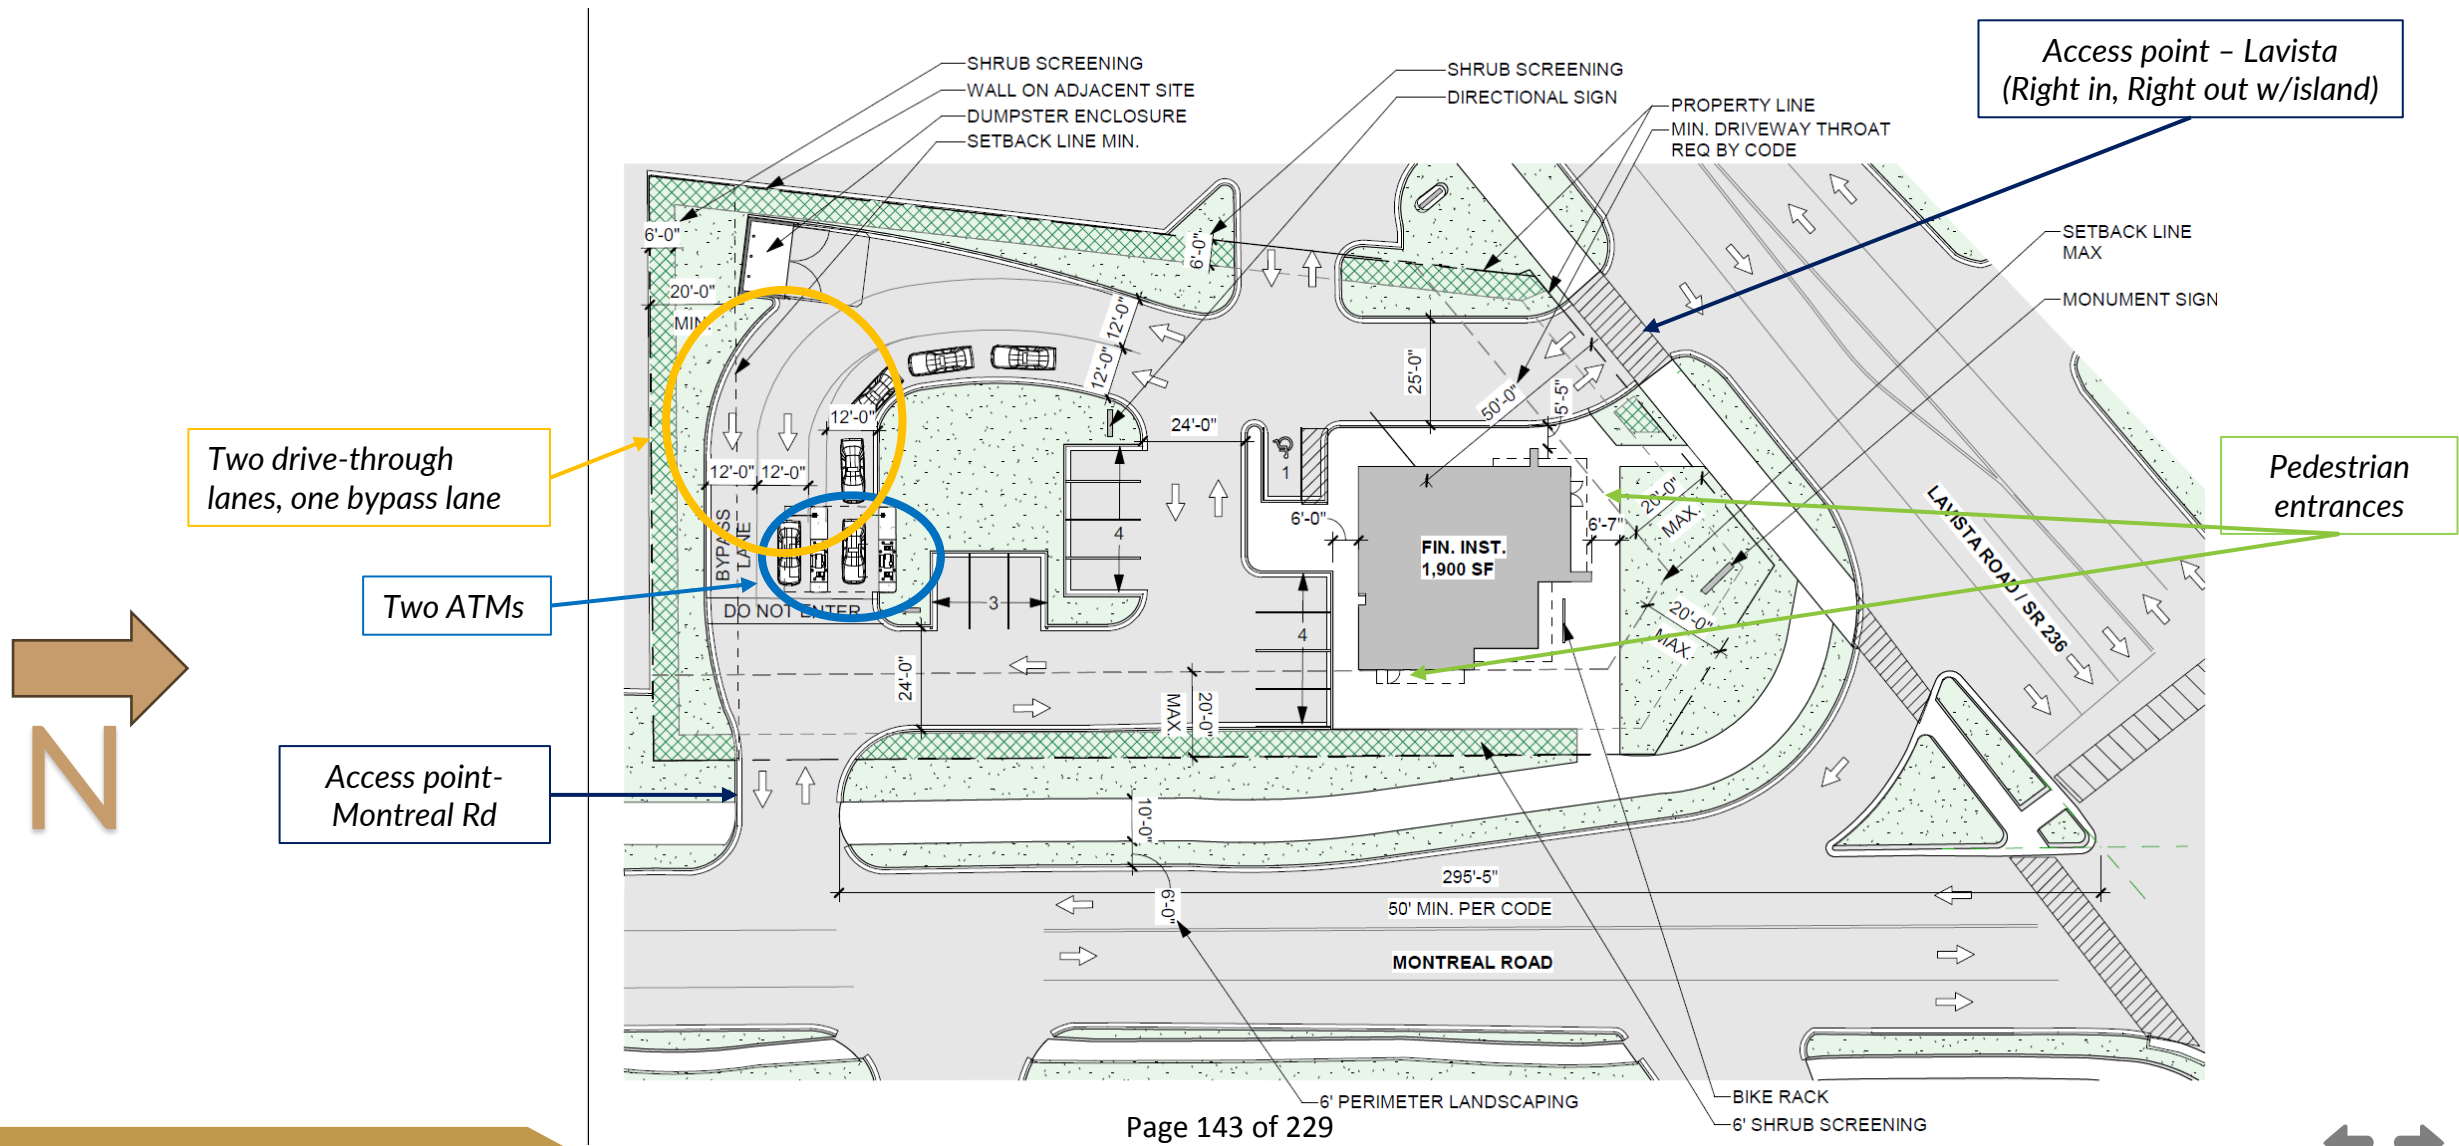 SHRUB SCREENING
WALL ON ADJACENT SITE
DUMPSTER ENCLOSURE
SETBACK LINE MIN.
SHRUB SCREENING
DIRECTIONAL SIGN
PROPERTY LINE
MIN. DRIVEWAY THROAT
REQ BY CODE
Access point – Lavista
(Right in, Right out w/island)
SETBACK LINE
MAX
MONUMENT SIGN
6'-0"
20'-0"
MIN.
6'-0"
12'-0"
12'-0"
25'-0"
50'-0"
5'-5"
12'-0"
24'-0"
1
12'-0"
12'-0"
Two drive-through
lanes, one bypass lane
Pedestrian
entrances
BYPASS
LANE
4
6'-0"
FIN. INST.
1,900 SF
6'-7"
20'-0"
MAX.
LAVISTA ROAD / SR 236
Two ATMs
DO NOT ENTER
3
4
20'-0"
MAX.
24'-0"
20'-0"
MAX.
N
Access point-
Montreal Rd
10'-0"
6'-0"
295'-5"
50' MIN. PER CODE
MONTREAL ROAD
6' PERIMETER LANDSCAPING
BIKE RACK
6' SHRUB SCREENING
Page 143 of 229